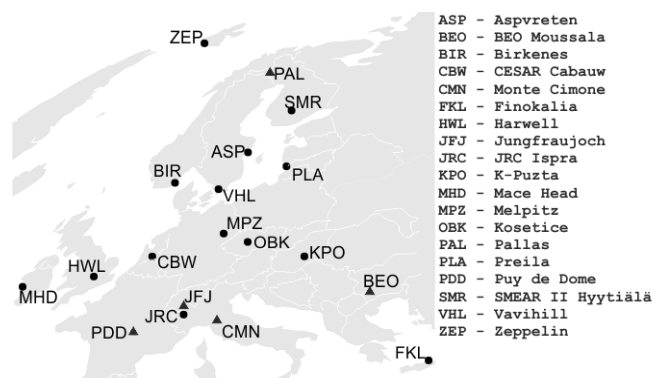 ZEP
PAL
SMR
ASP
BIR
PLA
VHL
MPZ
OBK
CBW
KPO
HWL
MHD
BEO
JFJ
JRC
PDD
CMN
FKL
ASP - Aspvreten
BEO - BEO Moussala
BIR - Birkenes
CBW - CESAR Cabauw
CMN - Monte Cimone
FKL - Finokalia
HWL - Harwell
JFJ - Jungfraujoch
JRC - JRC Ispra
KPO - K-Puzta
MHD - Mace Head
MPZ - Melpitz
OBK - Kosetice
PAL - Pallas
PLA - Preila
PDD - Puy de Dome
SMR - SMEAR II Hyytiälä
VHL - Vavihill
ZEP - Zeppelin